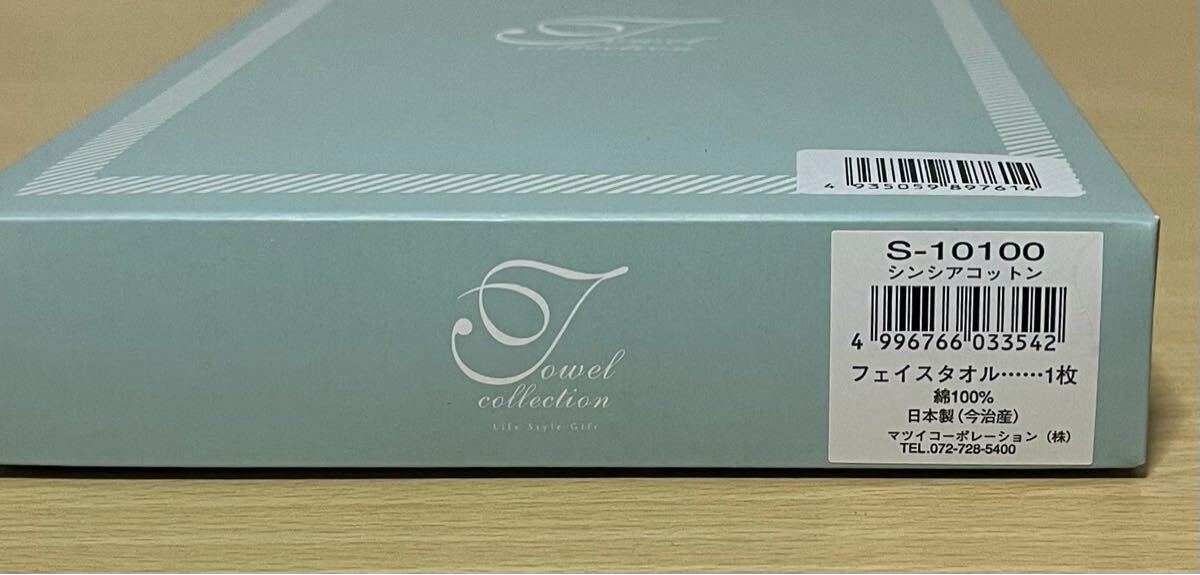 Towel
collection
4 935059 897614
Towel
collection
Life Style Gift
S-10100
シンシアコットン
4 996766 033542
フェイスタオル……1枚
綿100%
日本製(今治産)
マツイコーポレーション(株)
TEL.072-728-5400